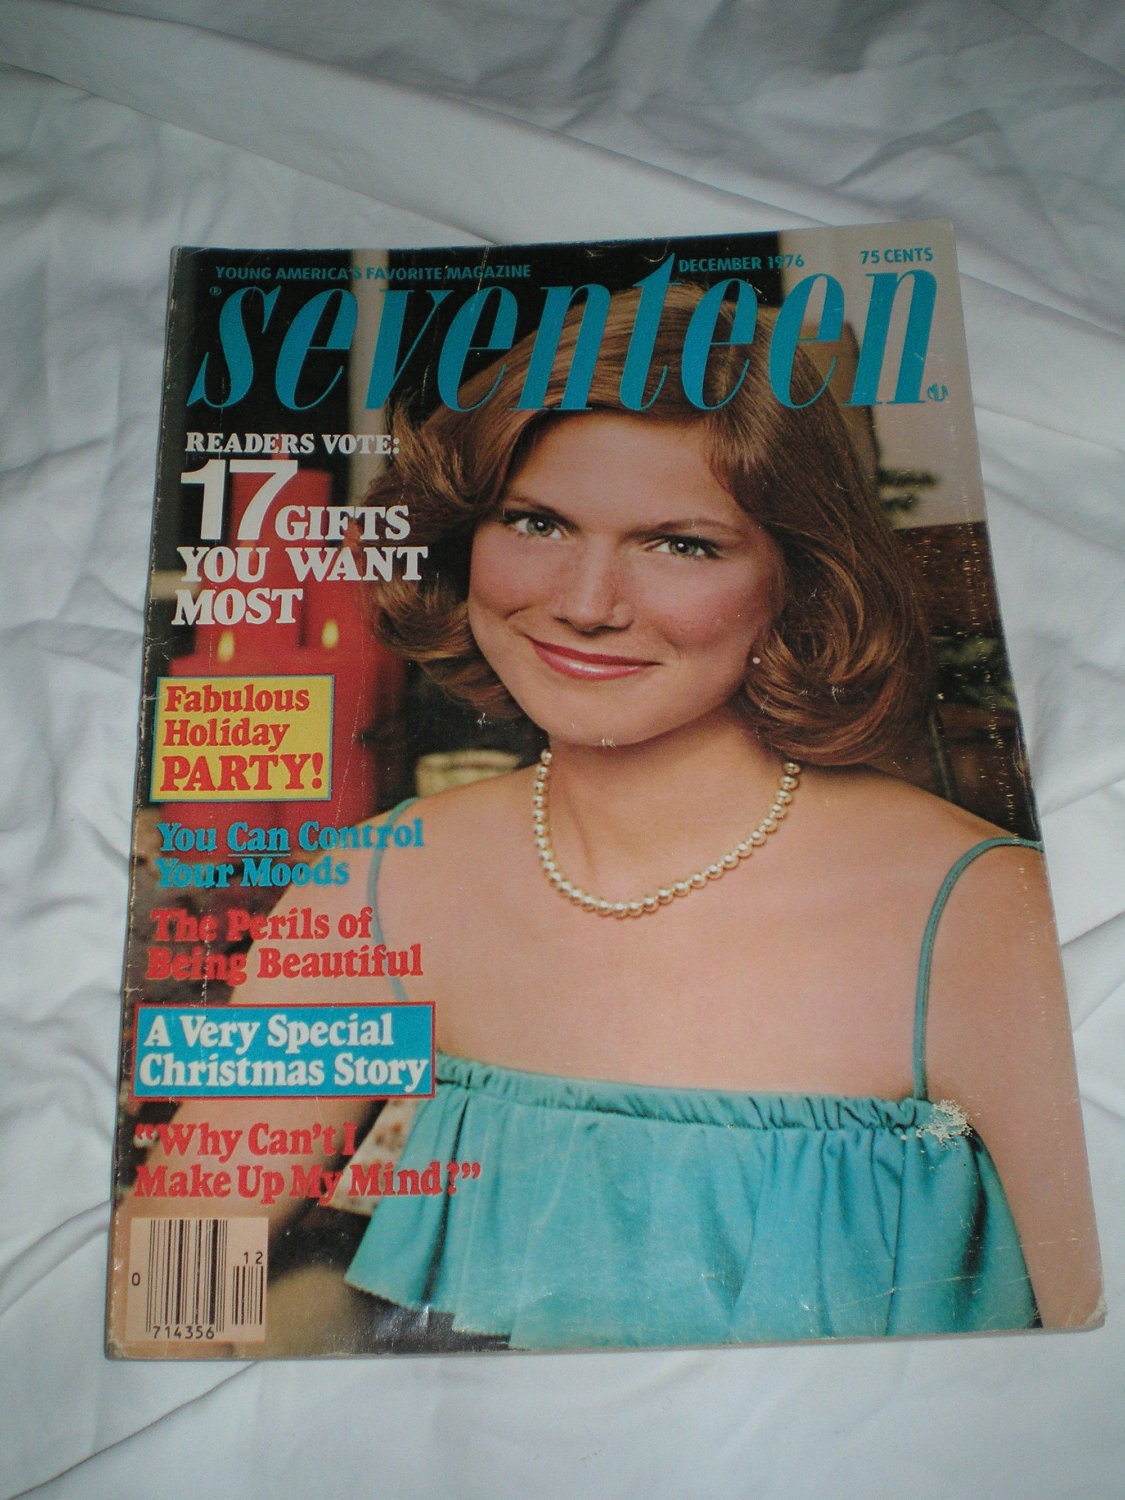 YOUNG AMERICA'S FAVORITE MAGAZINE
DECEMBER 1976
75 CENTS
® seventeen
READERS VOTE:
17 GIFTS
YOU WANT
MOST
Fabulous
Holiday
PARTY!
You Can Control
Your Moods
The Perils of
Being Beautiful
A Very Special
Christmas Story
"Why Can't I
Make Up My Mind?"
12
0
714356